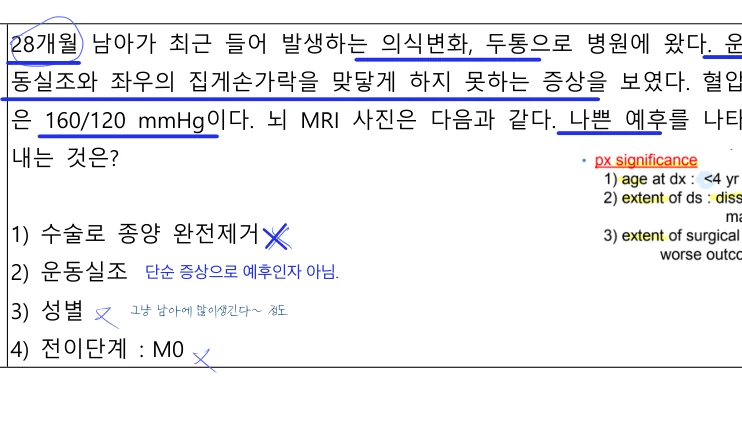 28개월 남아가 최근 들어 발생하는 의식변화, 두통으로 병원에 왔다. 운
동실조와 좌우의 집게손가락을 맞닿게 하지 못하는 증상을 보였다. 혈압
은 160/120 mmHg이다. 뇌 MRI 사진은 다음과 같다. 나쁜 예후를 나타
내는 것은?
• px significance
1) age at dx : <4 yr
2) extent of ds : diss
ma
3) extent of surgical
worse outco
1) 수술로 종양 완전제거
2) 운동실조 단순 증상으로 예후인자 아님.
3) 성별 그냥 남아에 많이생긴다~ 정도
4) 전이단계 : M0